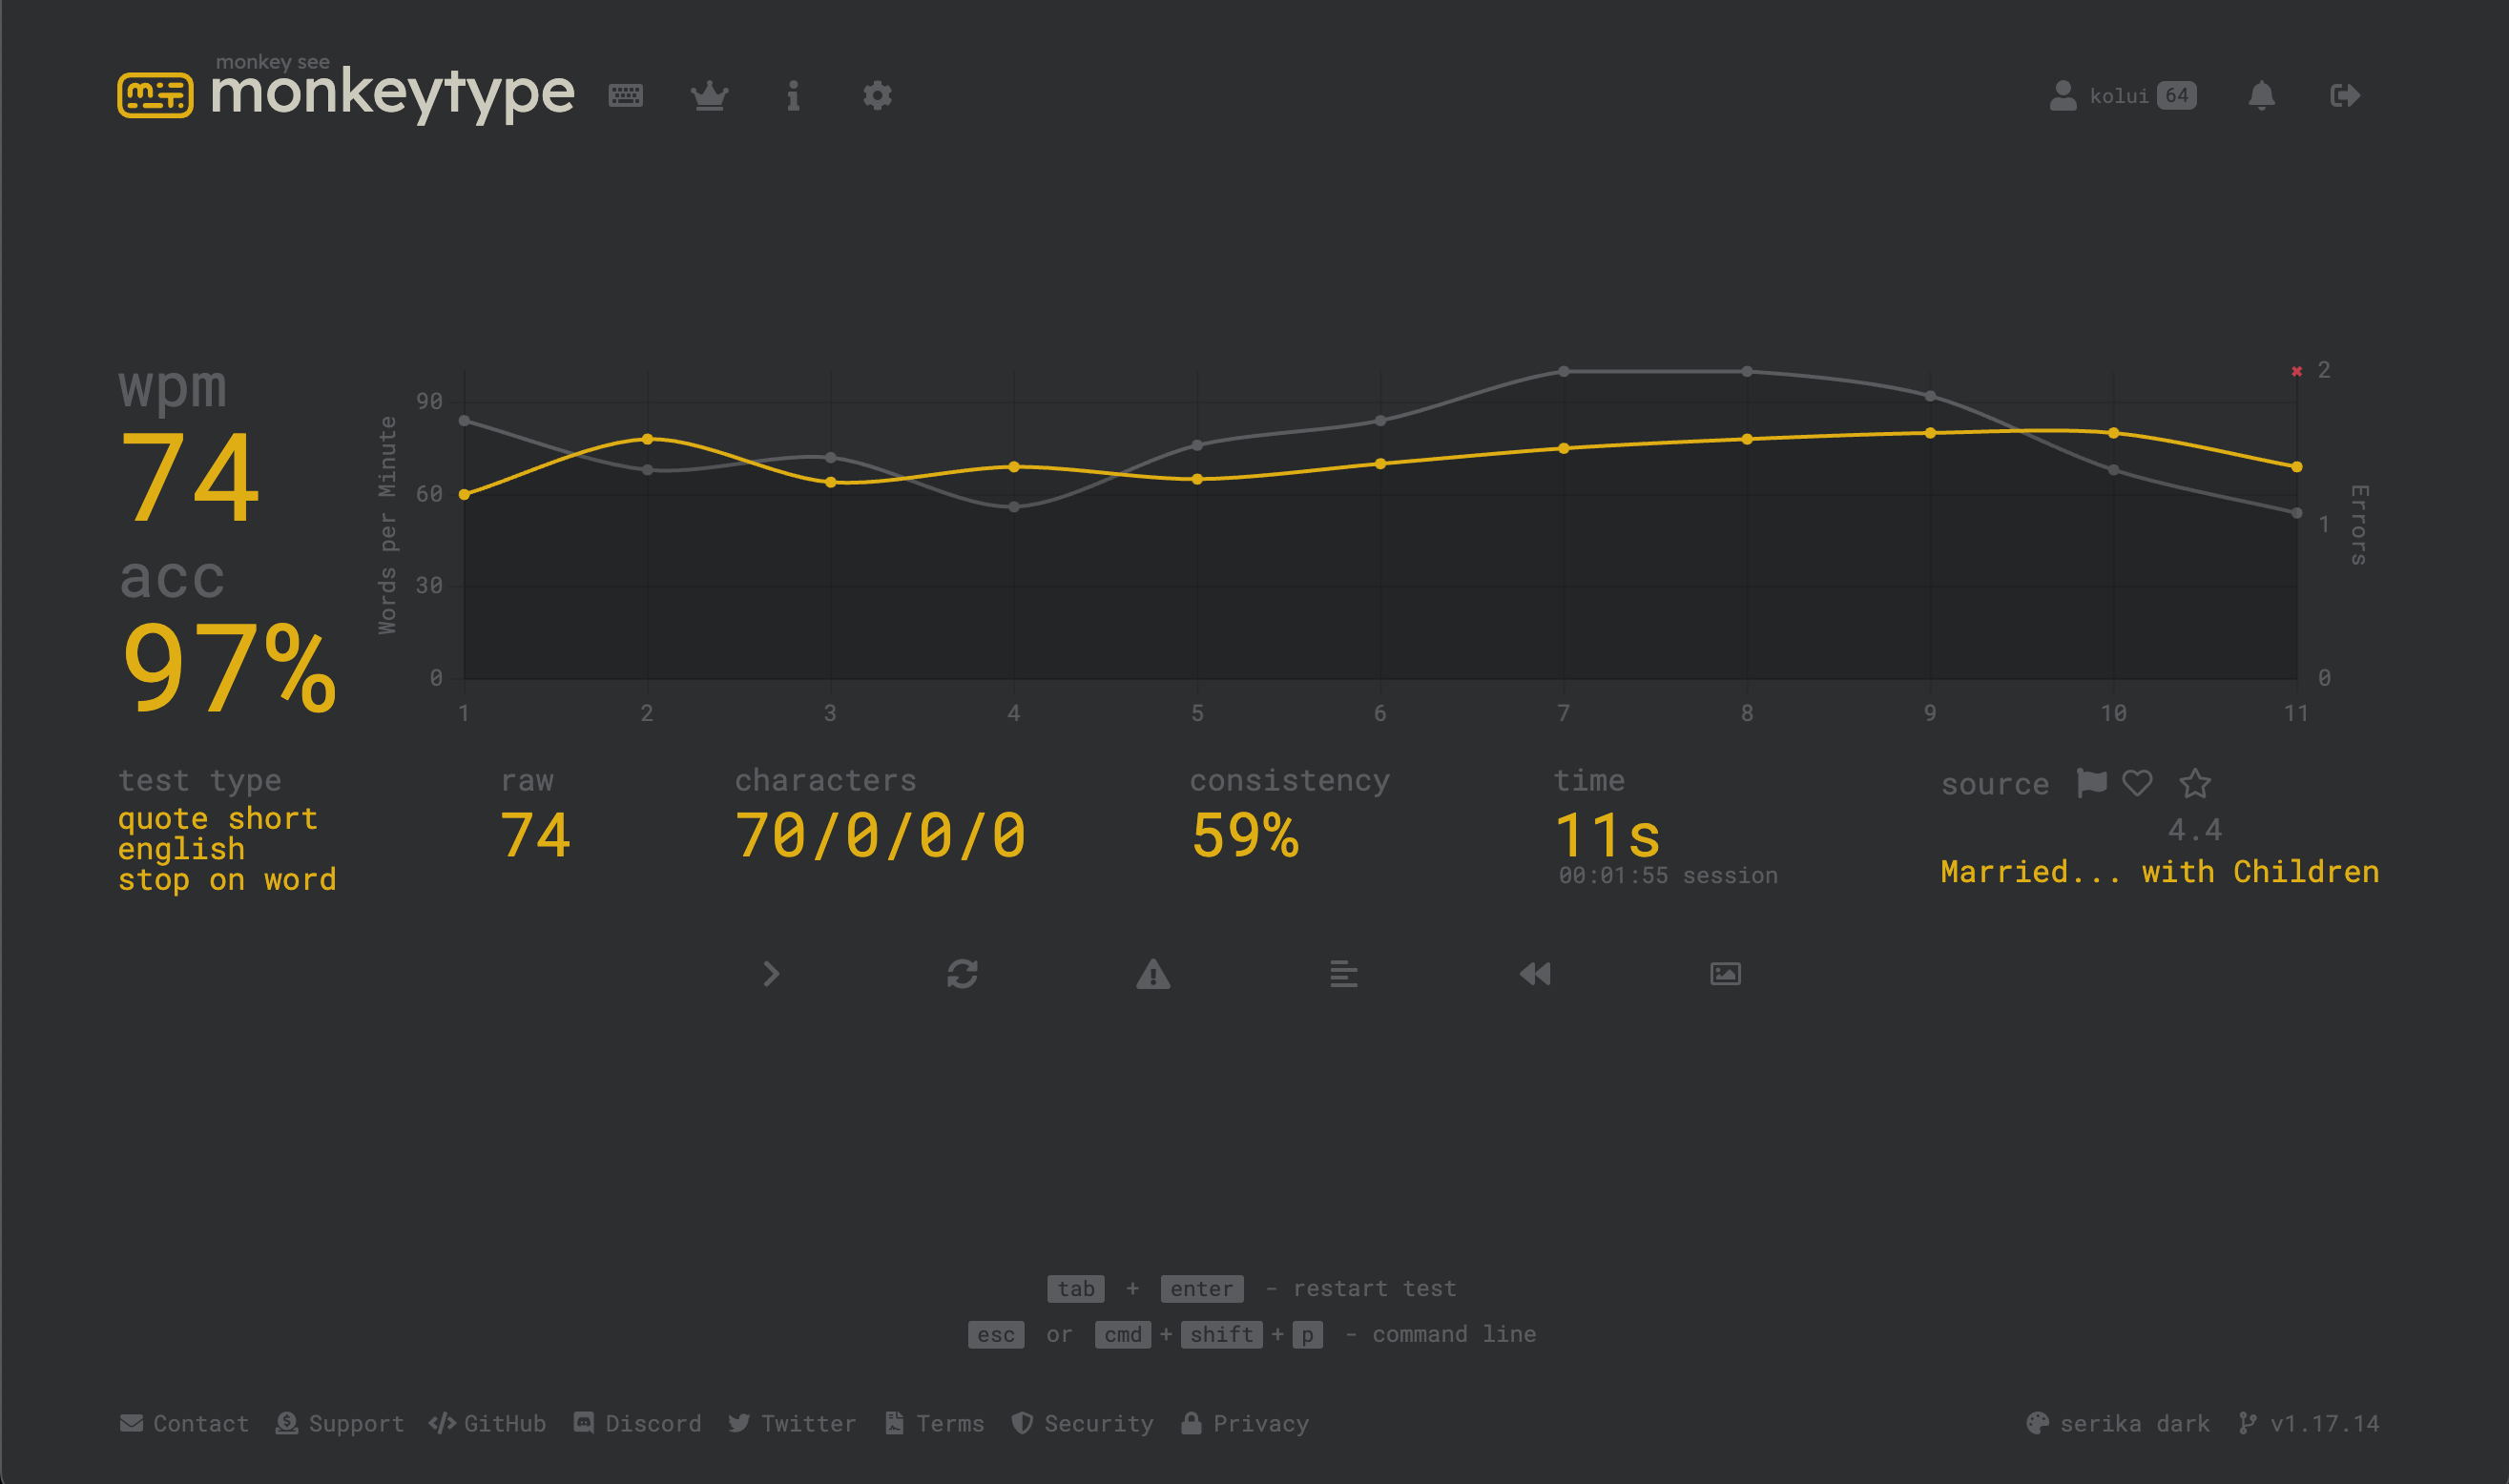 monkey see
monkeytype
kolui 64
wpm
74
acc
97%
Words per Minute
90
60
30
0
1 2 3 4 5 6 7 8 9 10 11
2
1
0
Errors
test type
quote short
english
stop on word
raw
74
characters
70/0/0/0
consistency
59%
time
11s
00:01:55 session
source
4.4
Married... with Children
tab + enter - restart test
esc or cmd + shift + p - command line
Contact Support GitHub Discord Twitter Terms Security Privacy serika dark v1.17.14